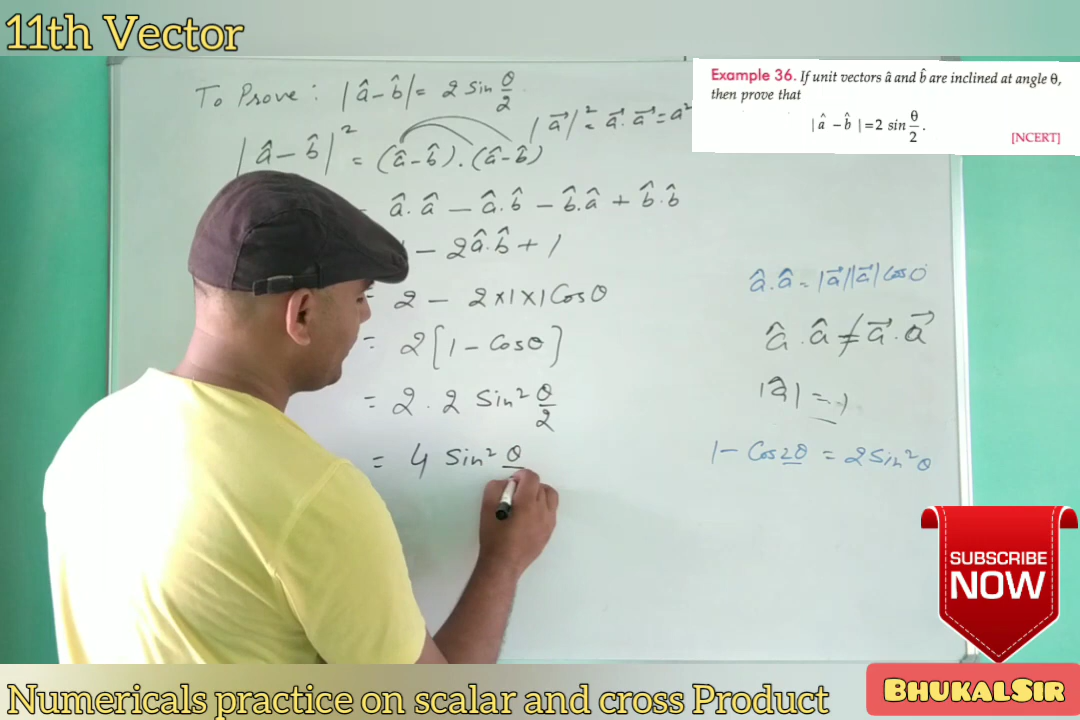 11th Vector
To Prove: |â-b̂| = 2 Sin θ/2
|a⃗|² = a⃗.a⃗ = a²
|â-b̂|² = (â-b̂).(â-b̂)
â.â - â.b̂ - b̂.â + b̂.b̂
- 2â.b̂ + 1
= 2 - 2×1×1 Cosθ
= 2[1 - Cosθ]
= 2.2 Sin² θ/2
= 4 Sin² θ
Example 36. If unit vectors â and b̂ are inclined at angle θ,
then prove that
|â - b̂| = 2 sin θ/2.
[NCERT]
â.â = |a⃗||a⃗| Cos 0
â.â ≠ a⃗.a⃗
|â| = 1
1 - Cos2θ = 2Sin²θ
SUBSCRIBE
NOW
Numericals practice on scalar and cross Product
BHUKALSIR